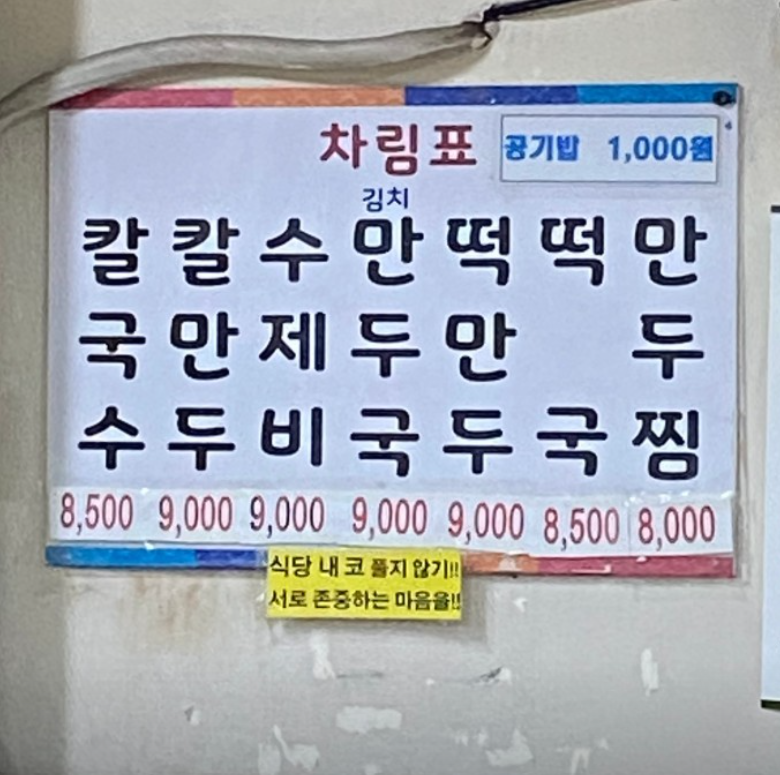 차림표
공기밥 1,000원
칼국수 8,500
칼만두 9,000
수제비 9,000
김치
만두국 9,000
떡만두 9,000
떡국 8,500
만두찜 8,000
식당 내 코 풀지 않기!!
서로 존중하는 마음을!!